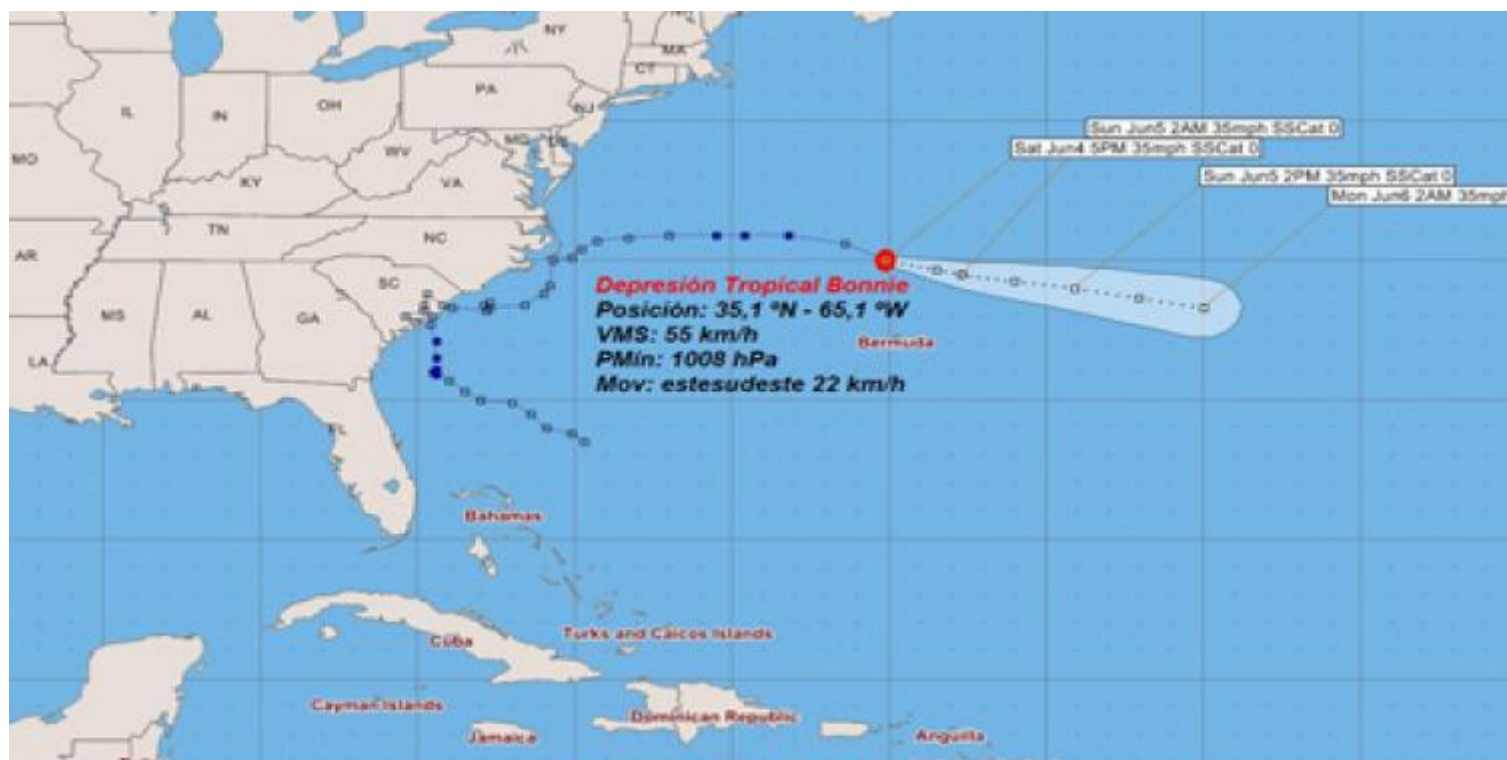 NY
MA
CT
PA
NJ
IL
IN
OH
MD
DE
MO
WV
KY
VA
TN
NC
AR
SC
MS
AL
GA
LA
FL
Sun Jun5 2AM 35mph SSCat 0
Sat Jun4 5PM 35mph SSCat 0
Sun Jun5 2PM 35mph SSCat 0
Mon Jun6 2AM 35mph
Depresión Tropical Bonnie
Posición: 35,1 ºN - 65,1 ºW
VMS: 55 km/h
PMín: 1008 hPa
Mov: estesudeste 22 km/h
Bermuda
Bahamas
Cuba
Turks and Caicos Islands
Cayman Islands
Dominican Republic
Jamaica
Anguilla